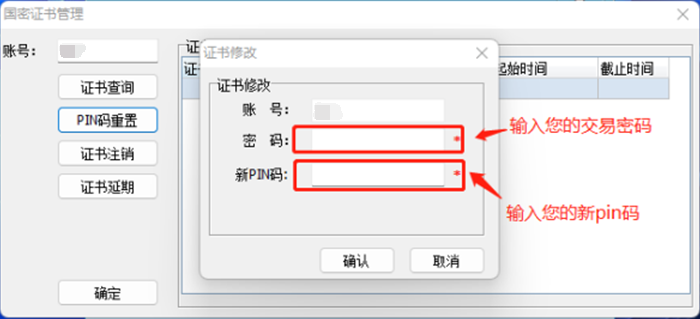 国密证书管理
账号:
证书查询
PIN码重置
证书注销
证书延期
确定
起始时间
截止时间
证书修改
证书修改
账 号:
密 码:
*
新PIN码:
*
确认
取消
输入您的交易密码
输入您的新pin码